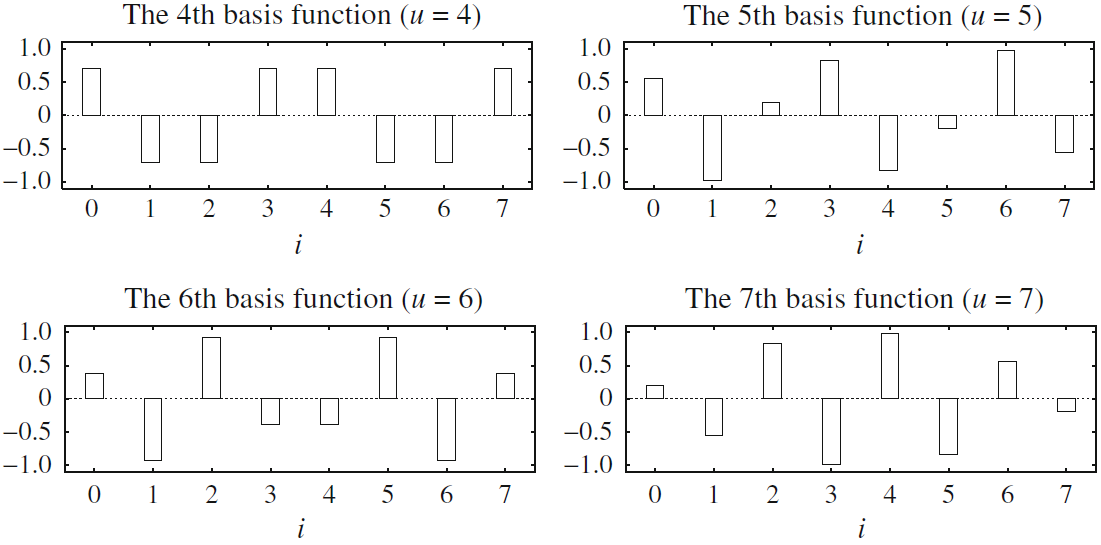 The 4th basis function (u = 4)
1.0
0.5
0
−0.5
−1.0
0 1 2 3 4 5 6 7
i
The 5th basis function (u = 5)
1.0
0.5
0
−0.5
−1.0
0 1 2 3 4 5 6 7
i
The 6th basis function (u = 6)
1.0
0.5
0
−0.5
−1.0
0 1 2 3 4 5 6 7
i
The 7th basis function (u = 7)
1.0
0.5
0
−0.5
−1.0
0 1 2 3 4 5 6 7
i